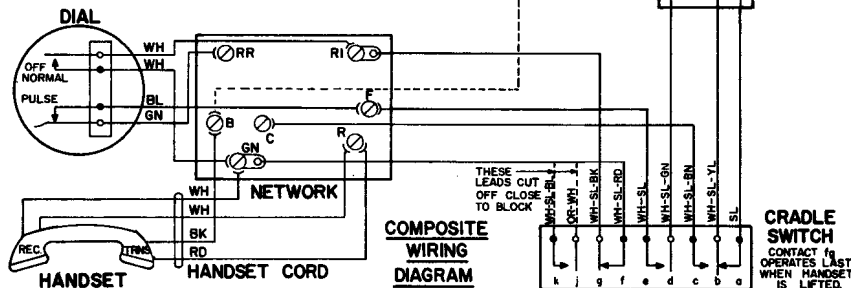 DIAL
OFF
NORMAL
PULSE
WH
WH
BL
GN
RR
R1
F
B
C
R
GN
NETWORK
WH
WH
BK
RD
REC.
TRNS
HANDSET
HANDSET CORD
COMPOSITE
WIRING
DIAGRAM
THESE
LEADS CUT
OFF CLOSE
TO BLOCK
WH-SL-BL
OR-WH
WH-SL-BK
WH-SL-RD
WH-SL
WH-SL-GN
WH-SL-BN
WH-SL-YL
SL
k j g f e d c b a
CRADLE
SWITCH
CONTACT fg
OPERATES LAST
WHEN HANDSET
IS LIFTED